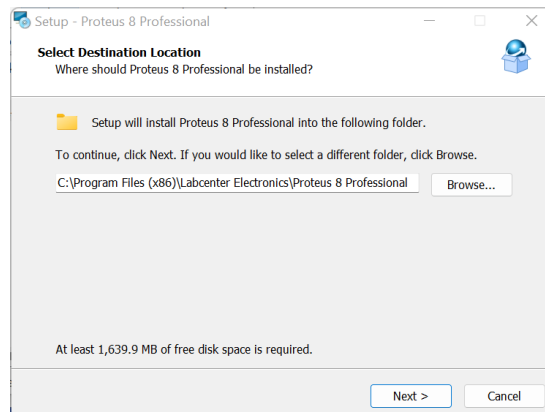 Setup - Proteus 8 Professional
Select Destination Location
Where should Proteus 8 Professional be installed?
Setup will install Proteus 8 Professional into the following folder.
To continue, click Next. If you would like to select a different folder, click Browse.
C:\Program Files (x86)\Labcenter Electronics\Proteus 8 Professional
Browse...
At least 1,639.9 MB of free disk space is required.
Next >
Cancel